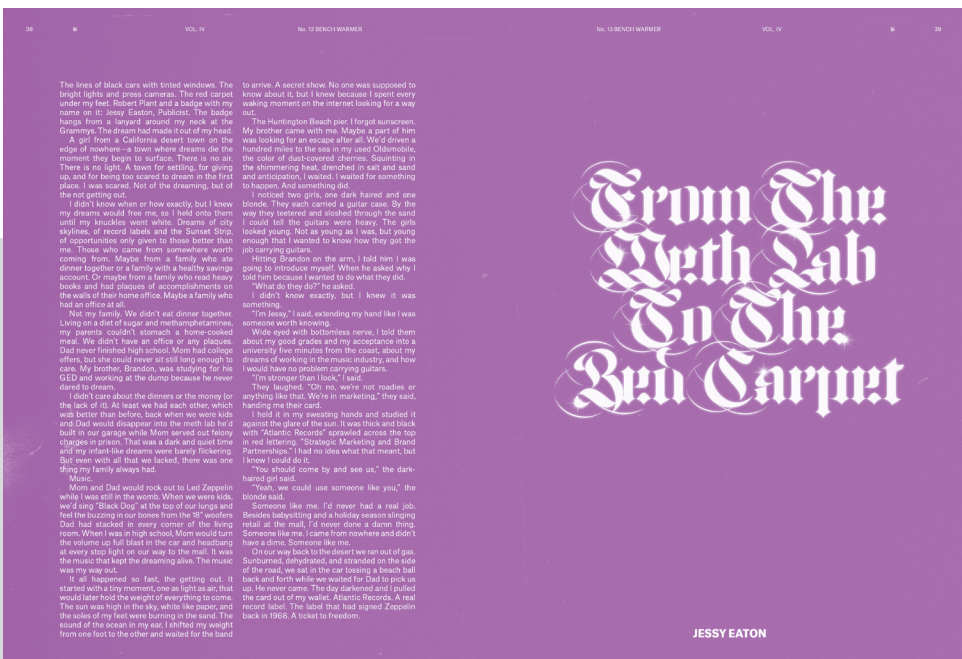 38
VOL. IV
No. 13 BENCH WARMER
No. 13 BENCH WARMER
VOL. IV
39
The lines of black cars with tinted windows. The
bright lights and press cameras. The red carpet
under my feet. Robert Plant and a badge with my
name on it: Jessy Easton, Publicist. The badge
hangs from a lanyard around my neck at the
Grammys. The dream had made it out of my head.
A girl from a California desert town on the
edge of nowhere—a town where dreams die the
moment they begin to surface. There is no air.
There is no light. A town for settling, for giving
up, and for being too scared to dream in the first
place. I was scared. Not of the dreaming, but of
the not getting out.
I didn't know when or how exactly, but I knew
my dreams would free me, so I held onto them
until my knuckles went white. Dreams of city
skylines, of record labels and the Sunset Strip,
of opportunities only given to those better than
me. Those who came from somewhere worth
coming from. Maybe from a family who ate
dinner together or a family with a healthy savings
account. Or maybe from a family who read heavy
books and had plaques of accomplishments on
the walls of their home office. Maybe a family who
had an office at all.
Not my family. We didn't eat dinner together.
Living on a diet of sugar and methamphetamines,
my parents couldn't stomach a home-cooked
meal. We didn't have an office or any plaques.
Dad never finished high school. Mom had college
offers, but she could never sit still long enough to
care. My brother, Brandon, was studying for his
GED and working at the dump because he never
dared to dream.
I didn't care about the dinners or the money (or
the lack of it). At least we had each other, which
was better than before, back when we were kids
and Dad would disappear into the meth lab he'd
built in our garage while Mom served out felony
charges in prison. That was a dark and quiet time
and my infant-like dreams were barely flickering.
But even with all that we lacked, there was one
thing my family always had.
Music.
Mom and Dad would rock out to Led Zeppelin
while I was still in the womb. When we were kids,
we'd sing "Black Dog" at the top of our lungs and
feel the buzzing in our bones from the 18" woofers
Dad had stacked in every corner of the living
room. When I was in high school, Mom would turn
the volume up full blast in the car and headbang
at every stop light on our way to the mall. It was
the music that kept the dreaming alive. The music
was my way out.
It all happened so fast, the getting out. It
started with a tiny moment, one as light as air, that
would later hold the weight of everything to come.
The sun was high in the sky, white like paper, and
the soles of my feet were burning in the sand. The
sound of the ocean in my ear, I shifted my weight
from one foot to the other and waited for the band
to arrive. A secret show. No one was supposed to
know about it, but I knew because I spent every
waking moment on the internet looking for a way
out.
The Huntington Beach pier. I forgot sunscreen.
My brother came with me. Maybe a part of him
was looking for an escape after all. We'd driven a
hundred miles to the sea in my used Oldsmobile,
the color of dust-covered cherries. Squinting in
the shimmering heat, drenched in salt and sand
and anticipation, I waited. I waited for something
to happen. And something did.
I noticed two girls, one dark haired and one
blonde. They each carried a guitar case. By the
way they teetered and sloshed through the sand
I could tell the guitars were heavy. The girls
looked young. Not as young as I was, but young
enough that I wanted to know how they got the
job carrying guitars.
Hitting Brandon on the arm, I told him I was
going to introduce myself. When he asked why I
told him because I wanted to do what they did.
"What do they do?" he asked.
I didn't know exactly, but I knew it was
something.
"I'm Jessy," I said, extending my hand like I was
someone worth knowing.
Wide eyed with bottomless nerve, I told them
about my good grades and my acceptance into a
university five minutes from the coast, about my
dreams of working in the music industry, and how
I would have no problem carrying guitars.
"I'm stronger than I look," I said.
They laughed. "Oh no, we're not roadies or
anything like that. We're in marketing," they said,
handing me their card.
I held it in my sweating hands and studied it
against the glare of the sun. It was thick and black
with "Atlantic Records" sprawled across the top
in red lettering. "Strategic Marketing and Brand
Partnerships." I had no idea what that meant, but
I knew I could do it.
"You should come by and see us," the dark-
haired girl said.
"Yeah, we could use someone like you," the
blonde said.
Someone like me. I'd never had a real job.
Besides babysitting and a holiday season slinging
retail at the mall, I'd never done a damn thing.
Someone like me. I came from nowhere and didn't
have a dime. Someone like me.
On our way back to the desert we ran out of gas.
Sunburned, dehydrated, and stranded on the side
of the road, we sat in the car tossing a beach ball
back and forth while we waited for Dad to pick us
up. He never came. The day darkened and I pulled
the card out of my wallet. Atlantic Records. A real
record label. The label that had signed Zeppelin
back in 1968. A ticket to freedom.
From The
Meth Lab
To The
Red Carpet
JESSY EATON